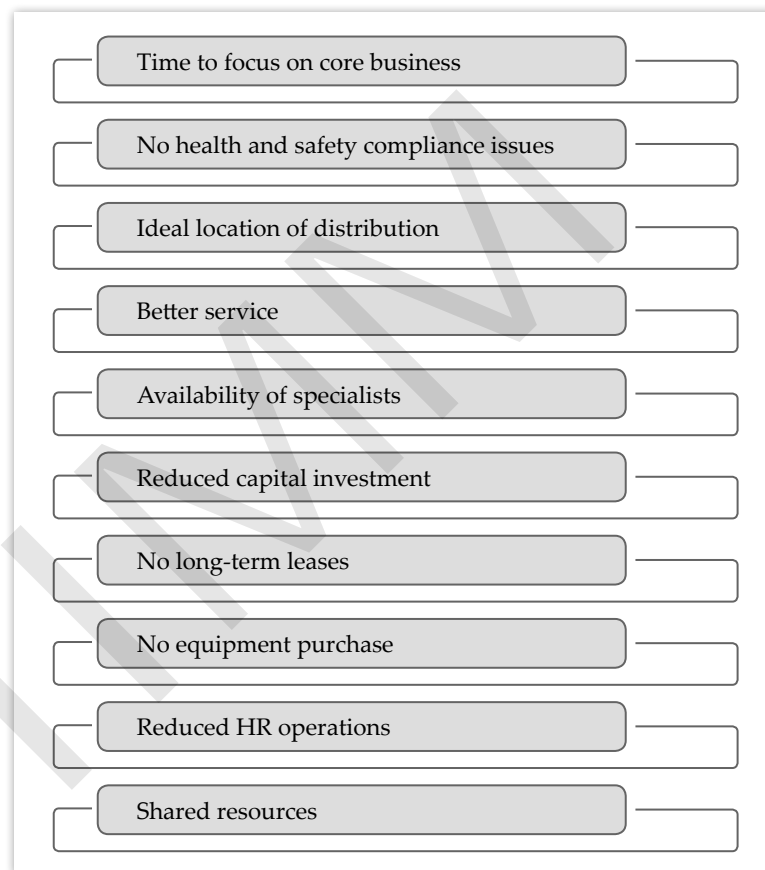 Time to focus on core business
No health and safety compliance issues
Ideal location of distribution
Better service
Availability of specialists
Reduced capital investment
No long-term leases
No equipment purchase
Reduced HR operations
Shared resources